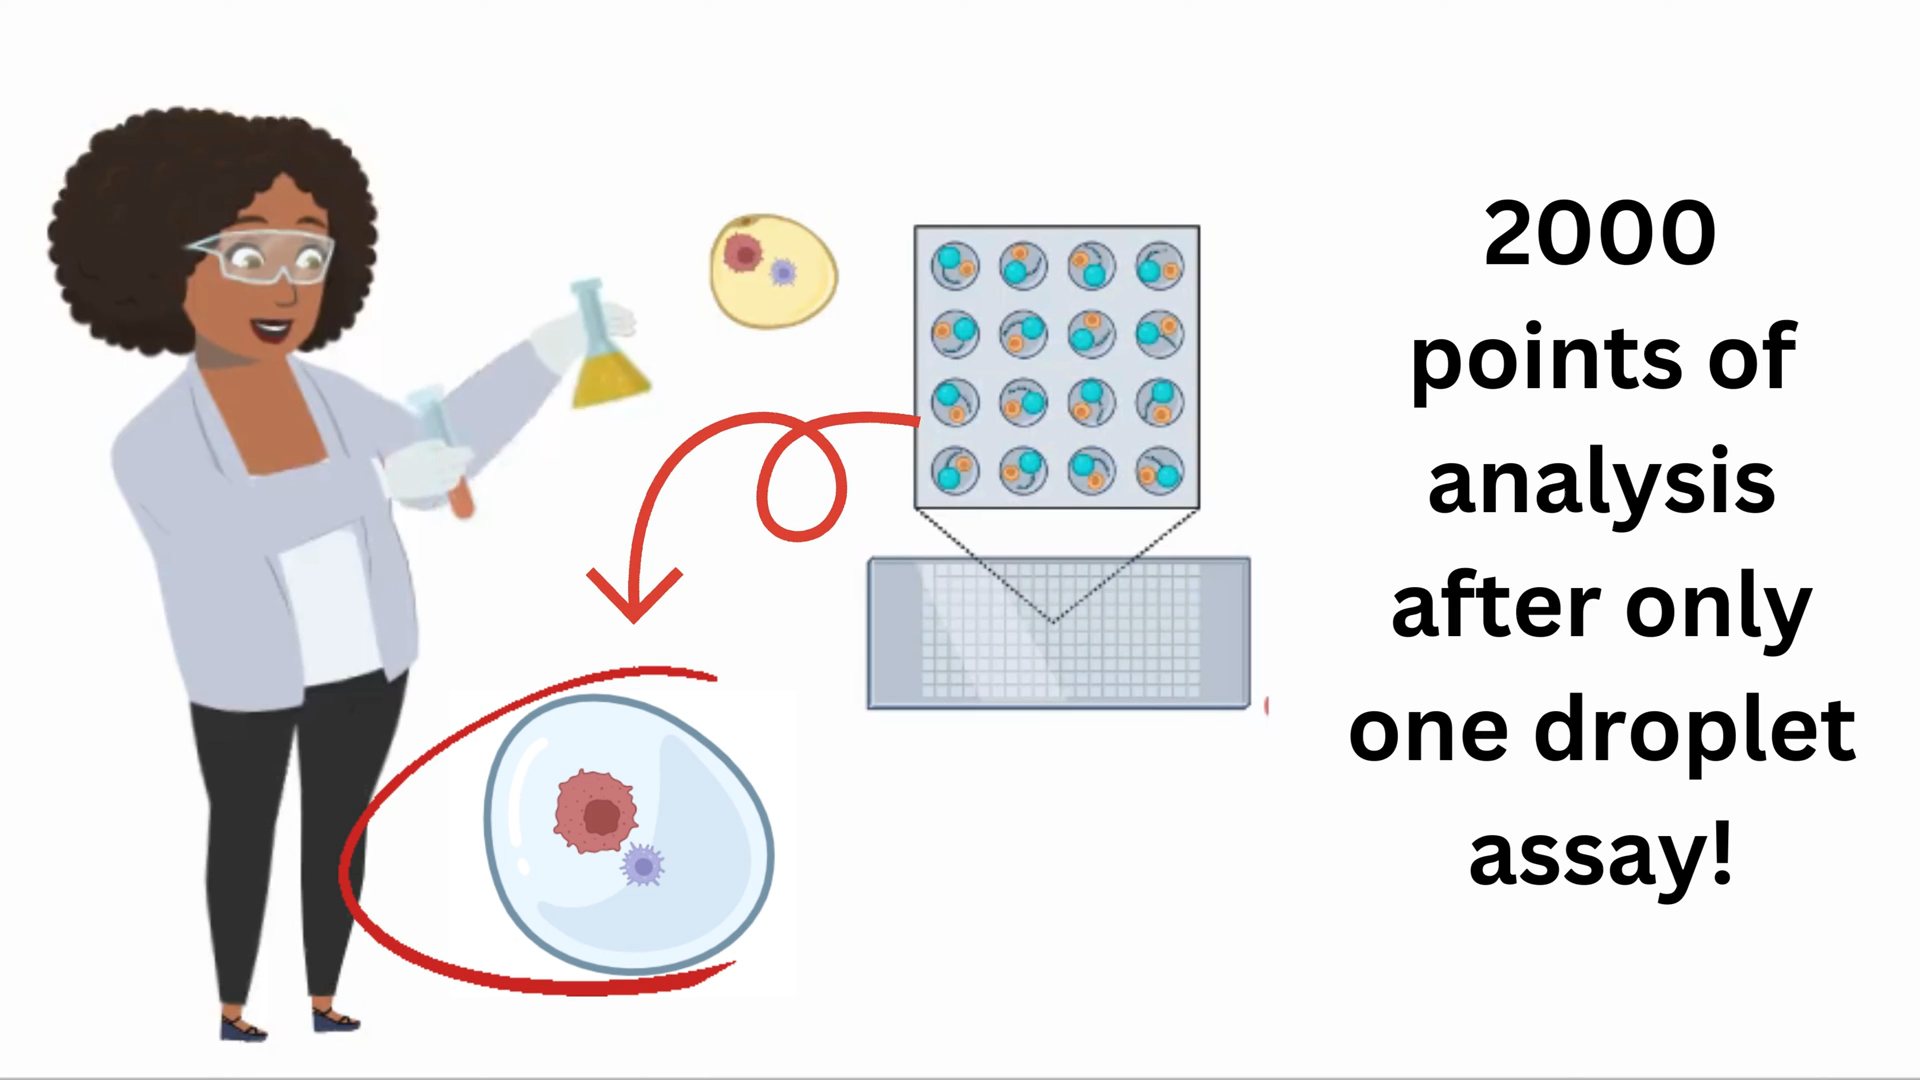 2000
points of
analysis
after only
one droplet
assay!